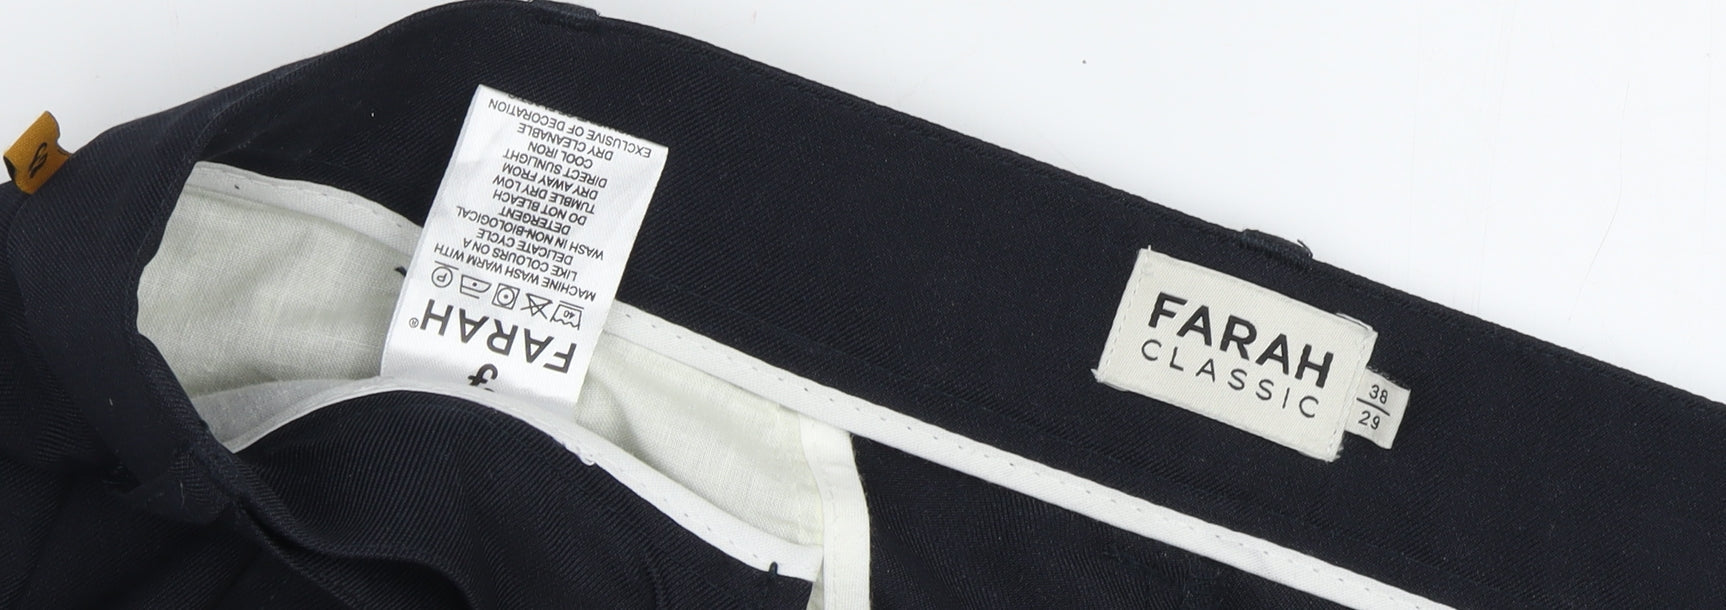 FARAH
CLASSIC
38
29
f
FARAH®
40
P
MACHINE WASH WARM WITH
LIKE COLOURS ON A
DELICATE CYCLE
WASH IN NON-BIOLOGICAL
DETERGENT
DO NOT BLEACH
TUMBLE DRY LOW
DRY AWAY FROM
DIRECT SUNLIGHT
COOL IRON
DRY CLEANABLE
EXCLUSIVE OF DECORATION
f